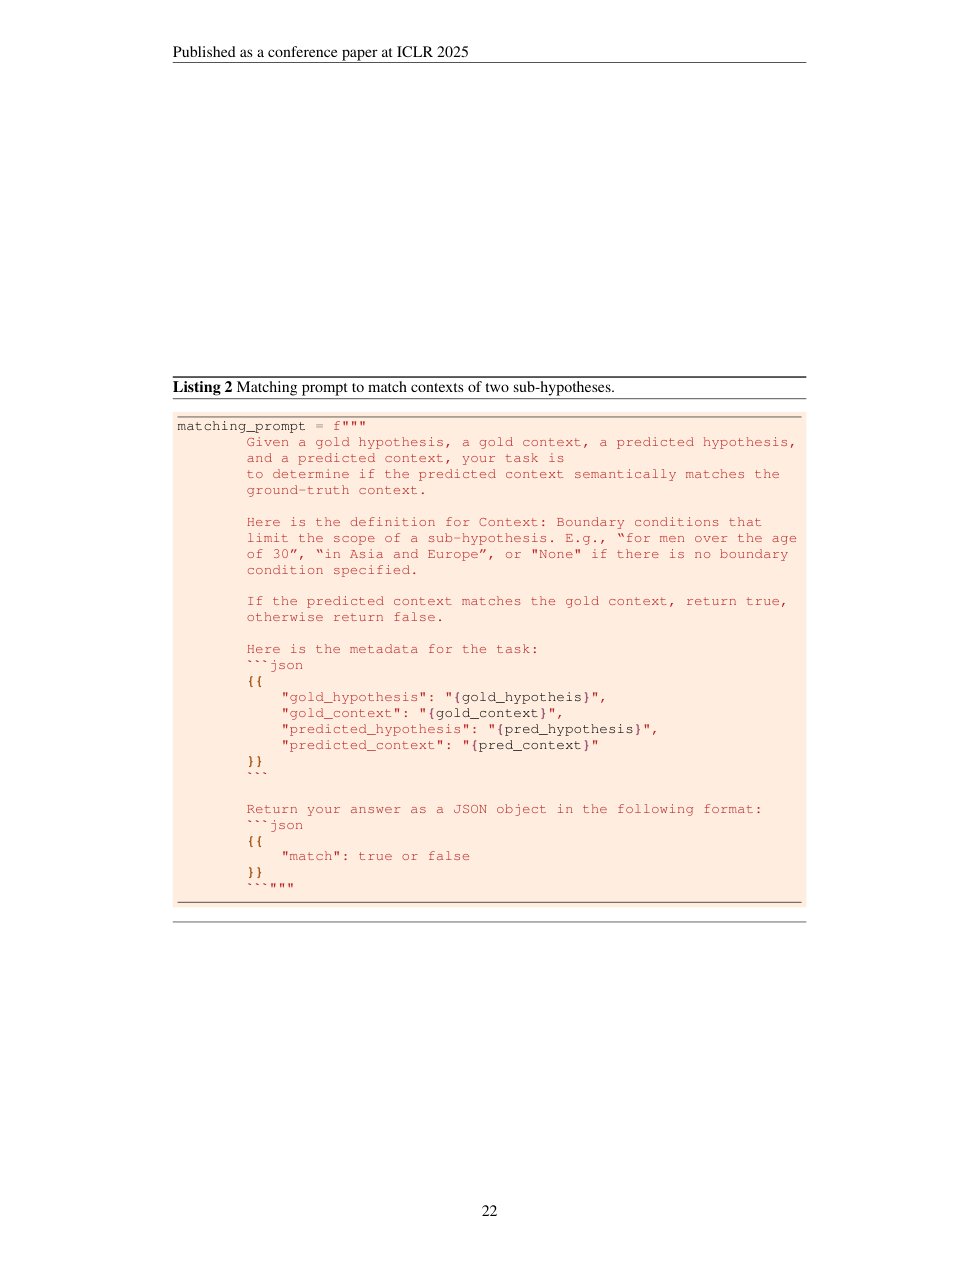 Published as a conference paper at ICLR 2025
Listing 2 Matching prompt to match contexts of two sub-hypotheses.
matching_prompt = f"""
Given a gold hypothesis, a gold context, a predicted hypothesis,
and a predicted context, your task is
to determine if the predicted context semantically matches the
ground-truth context.
Here is the definition for Context: Boundary conditions that
limit the scope of a sub-hypothesis. E.g., “for men over the age
of 30”, “in Asia and Europe”, or "None" if there is no boundary
condition specified.
If the predicted context matches the gold context, return true,
otherwise return false.
Here is the metadata for the task:
```json
{{
"gold_hypothesis": "{gold_hypotheis}",
"gold_context": "{gold_context}",
"predicted_hypothesis": "{pred_hypothesis}",
"predicted_context": "{pred_context}"
}}
```
Return your answer as a JSON object in the following format:
```json
{{
"match": true or false
}}
```"""
22